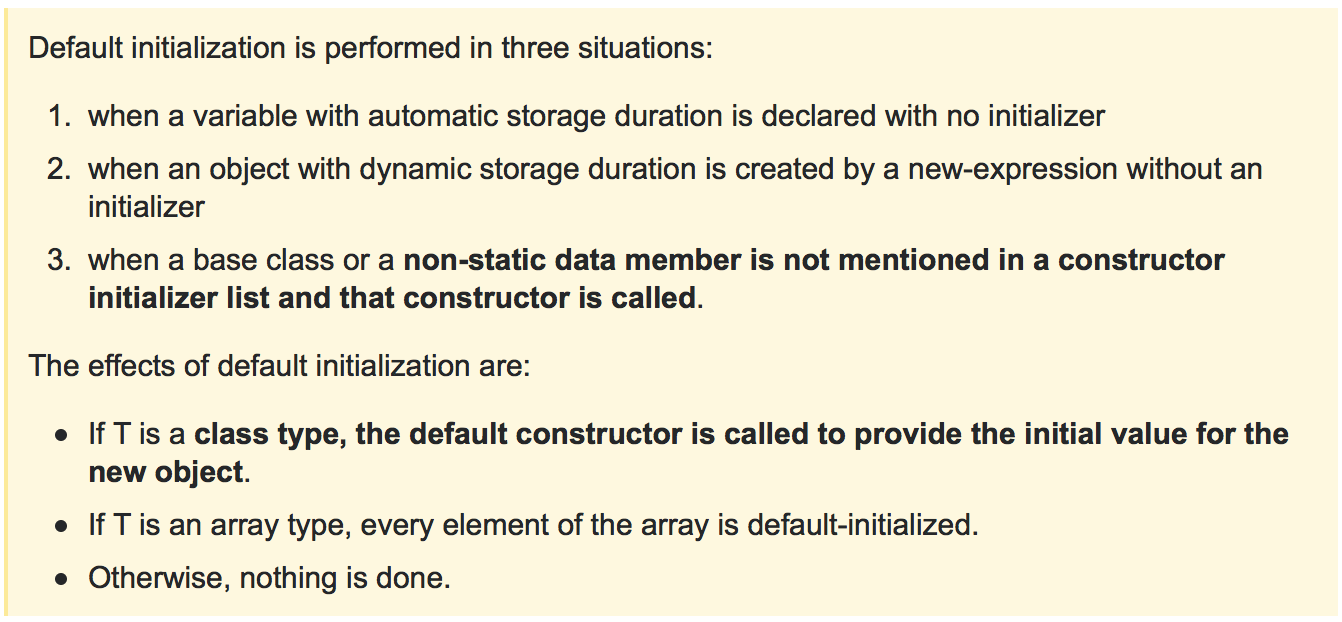 Default initialization is performed in three situations:
1. when a variable with automatic storage duration is declared with no initializer
2. when an object with dynamic storage duration is created by a new-expression without an
initializer
3. when a base class or a non-static data member is not mentioned in a constructor
initializer list and that constructor is called.
The effects of default initialization are:
• If T is a class type, the default constructor is called to provide the initial value for the
new object.
• If T is an array type, every element of the array is default-initialized.
• Otherwise, nothing is done.